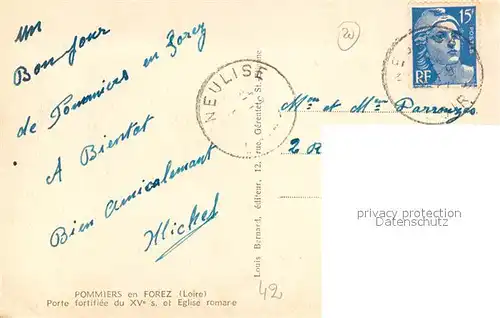 un
Bonjour
de Pommiers en Forez
A Bientot
Bien amicalement
Michel
POMMIERS en FOREZ (Loire)
Porte fortifiée du XVe s. et Eglise romane
Louis Bernard, éditeur, 12, rue Gérentet, St-
NEULISE
20
15F
POSTES
RF
Mme et Mr
2 R
42
privacy protection
Datenschutz